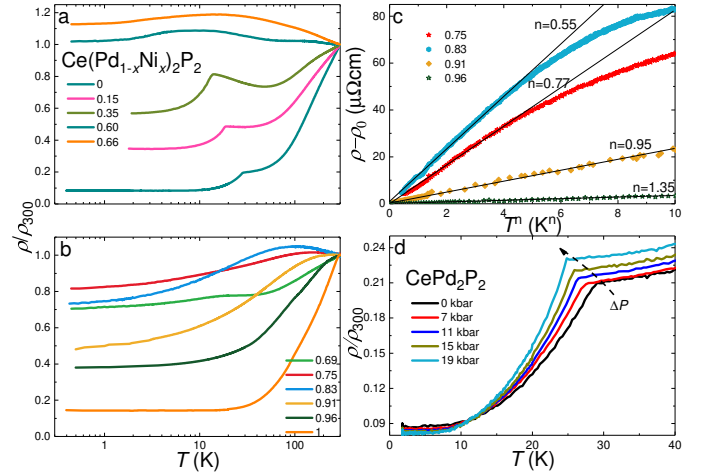 a
1.2
1.0
0.8
0.6
0.4
0.2
0.0
Ce(Pd1-xNix)2P2
0
0.15
0.35
0.60
0.66
ρ/ρ300
b
1.0
0.8
0.6
0.4
0.2
0.0
1
10
100
T (K)
0.69
0.75
0.83
0.91
0.96
1
c
80
60
40
20
0
0
2
4
6
8
10
ρ−ρ0 (μΩcm)
Tn (Kn)
0.75
0.83
0.91
0.96
n=0.55
n=0.77
n=0.95
n=1.35
d
0.24
0.21
0.18
0.15
0.12
0.09
0
10
20
30
40
ρ/ρ300
T (K)
CePd2P2
0 kbar
7 kbar
11 kbar
15 kbar
19 kbar
ΔP